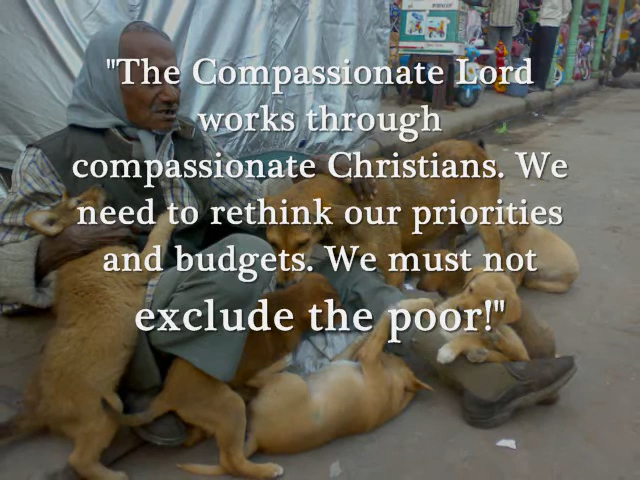 "The Compassionate Lord
works through
compassionate Christians. We
need to rethink our priorities
and budgets. We must not
exclude the poor!"